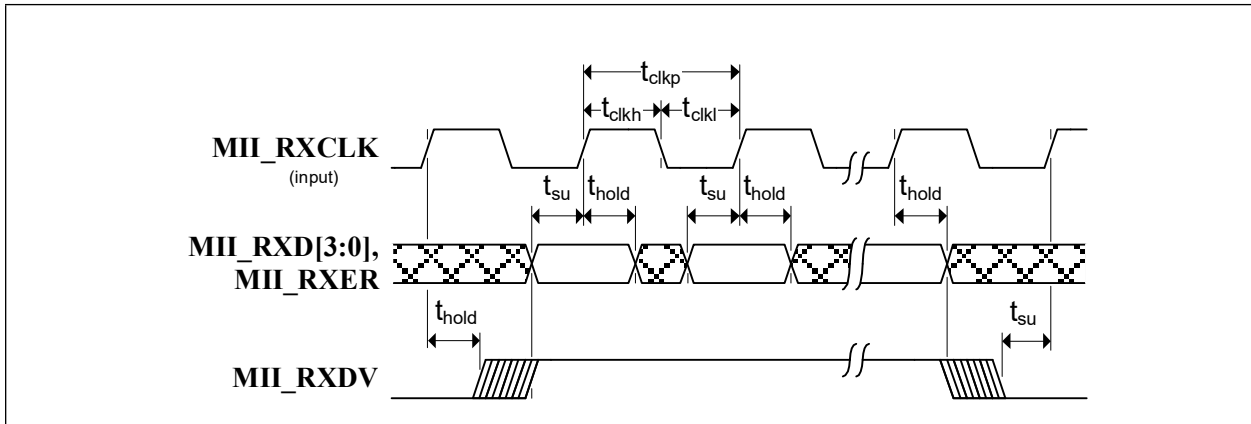 tclkp
tclkh tclkl
MII_RXCLK
(input)
tsu thold tsu thold thold
MII_RXD[3:0],
MII_RXER
thold tsu
MII_RXDV